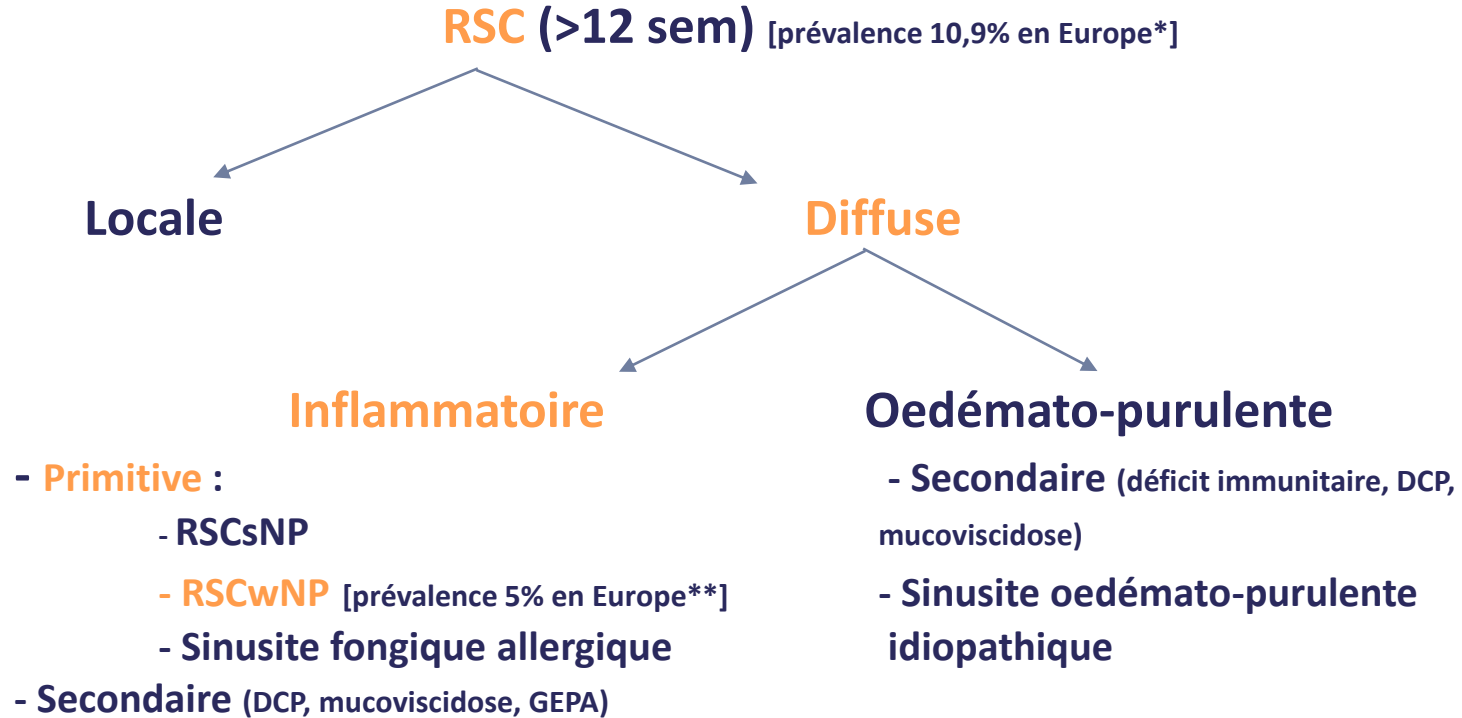 RSC (>12 sem) [prévalence 10,9% en Europe*]
Locale
Diffuse
Inflammatoire
- Primitive :
- RSCsNP
- RSCwNP [prévalence 5% en Europe**]
- Sinusite fongique allergique
- Secondaire (DCP, mucoviscidose, GEPA)
Oedémato-purulente
- Secondaire (déficit immunitaire, DCP,
mucoviscidose)
- Sinusite oedémato-purulente
idiopathique